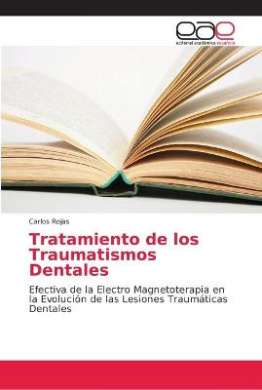 eae
editorial académica española
Carlos Rojas
Tratamiento de los
Traumatismos
Dentales
Efectiva de la Electro Magnetoterapia en
la Evolución de las Lesiones Traumáticas
Dentales